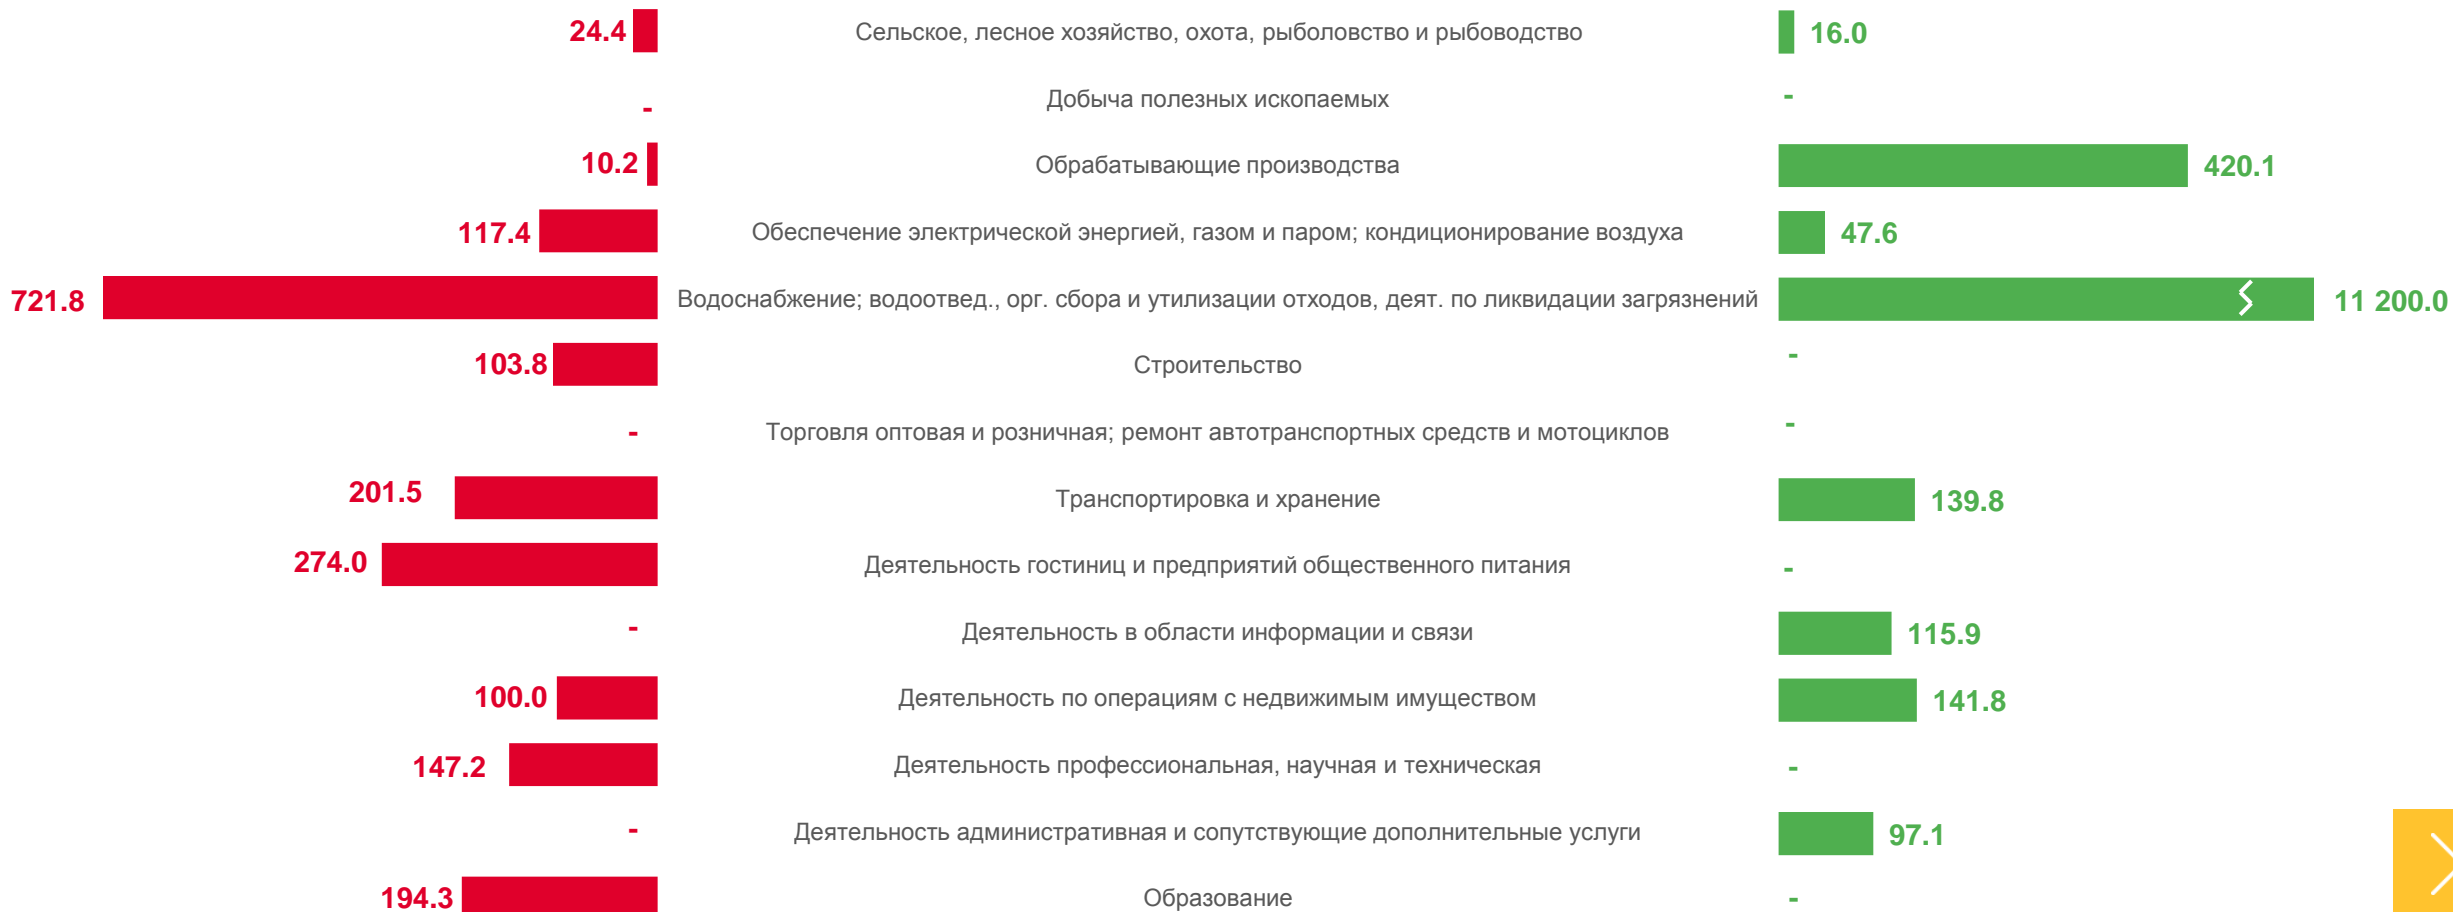 24.4 Сельское, лесное хозяйство, охота, рыболовство и рыбоводство 16.0
- Добыча полезных ископаемых -
10.2 Обрабатывающие производства 420.1
117.4 Обеспечение электрической энергией, газом и паром; кондиционирование воздуха 47.6
721.8 Водоснабжение; водоотвед., орг. сбора и утилизации отходов, деят. по ликвидации загрязнений 11 200.0
103.8 Строительство -
- Торговля оптовая и розничная; ремонт автотранспортных средств и мотоциклов -
201.5 Транспортировка и хранение 139.8
274.0 Деятельность гостиниц и предприятий общественного питания -
- Деятельность в области информации и связи 115.9
100.0 Деятельность по операциям с недвижимым имуществом 141.8
147.2 Деятельность профессиональная, научная и техническая -
- Деятельность административная и сопутствующие дополнительные услуги 97.1
194.3 Образование -